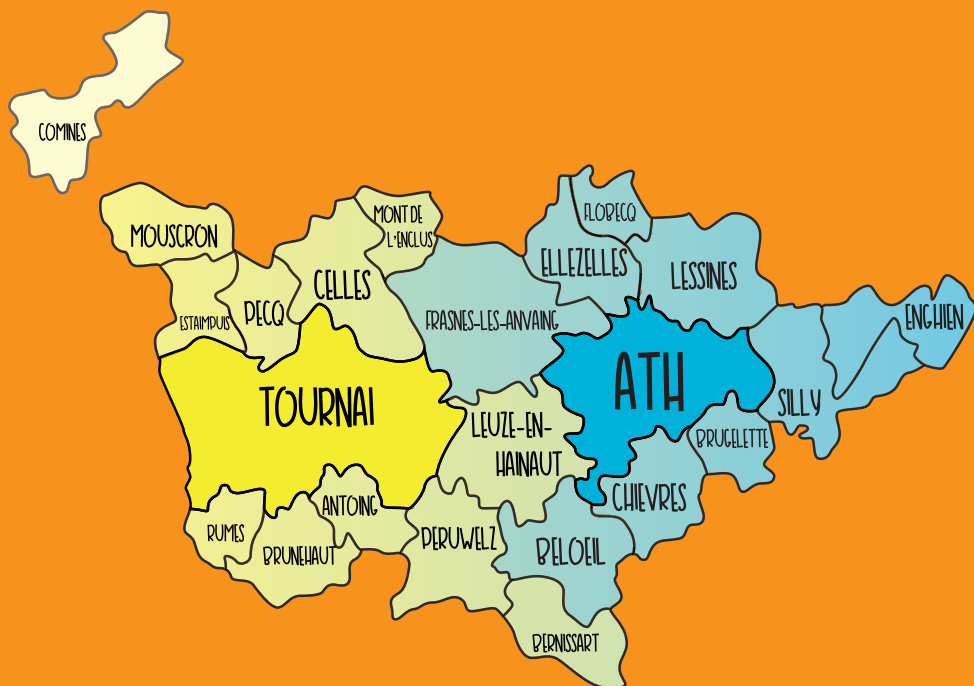 COMINES
MOUSCRON
MONT DE
L'ENCLUS
FLOBECQ
ELLEZELLES
LESSINES
CELLES
PECQ
ESTAIMPUIS
FRASNES-LES-ANVAING
ENGHIEN
ATH
TOURNAI
SILLY
LEUZE-EN-
HAINAUT
BRUGELETTE
CHIEVRES
ANTOING
RUMES
BRUNEHAUT
PERUWELZ
BELOEIL
BERNISSART